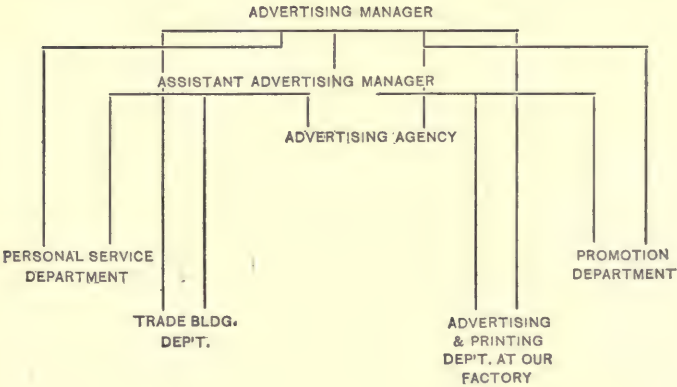 ADVERTISING MANAGER
ASSISTANT ADVERTISING MANAGER
ADVERTISING AGENCY
PERSONAL SERVICE
DEPARTMENT
PROMOTION
DEPARTMENT
TRADE BLDG.
DEP'T.
ADVERTISING
& PRINTING
DEP'T. AT OUR
FACTORY